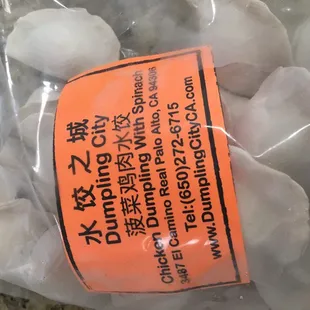 水饺之城
Dumpling City
菠菜鸡肉水饺
Dumpling With Spinach
Chicken
3487 El Camino Real Palo Alto, CA 94306
Tel:(650)272-6715
www.DumplingCityCA.com